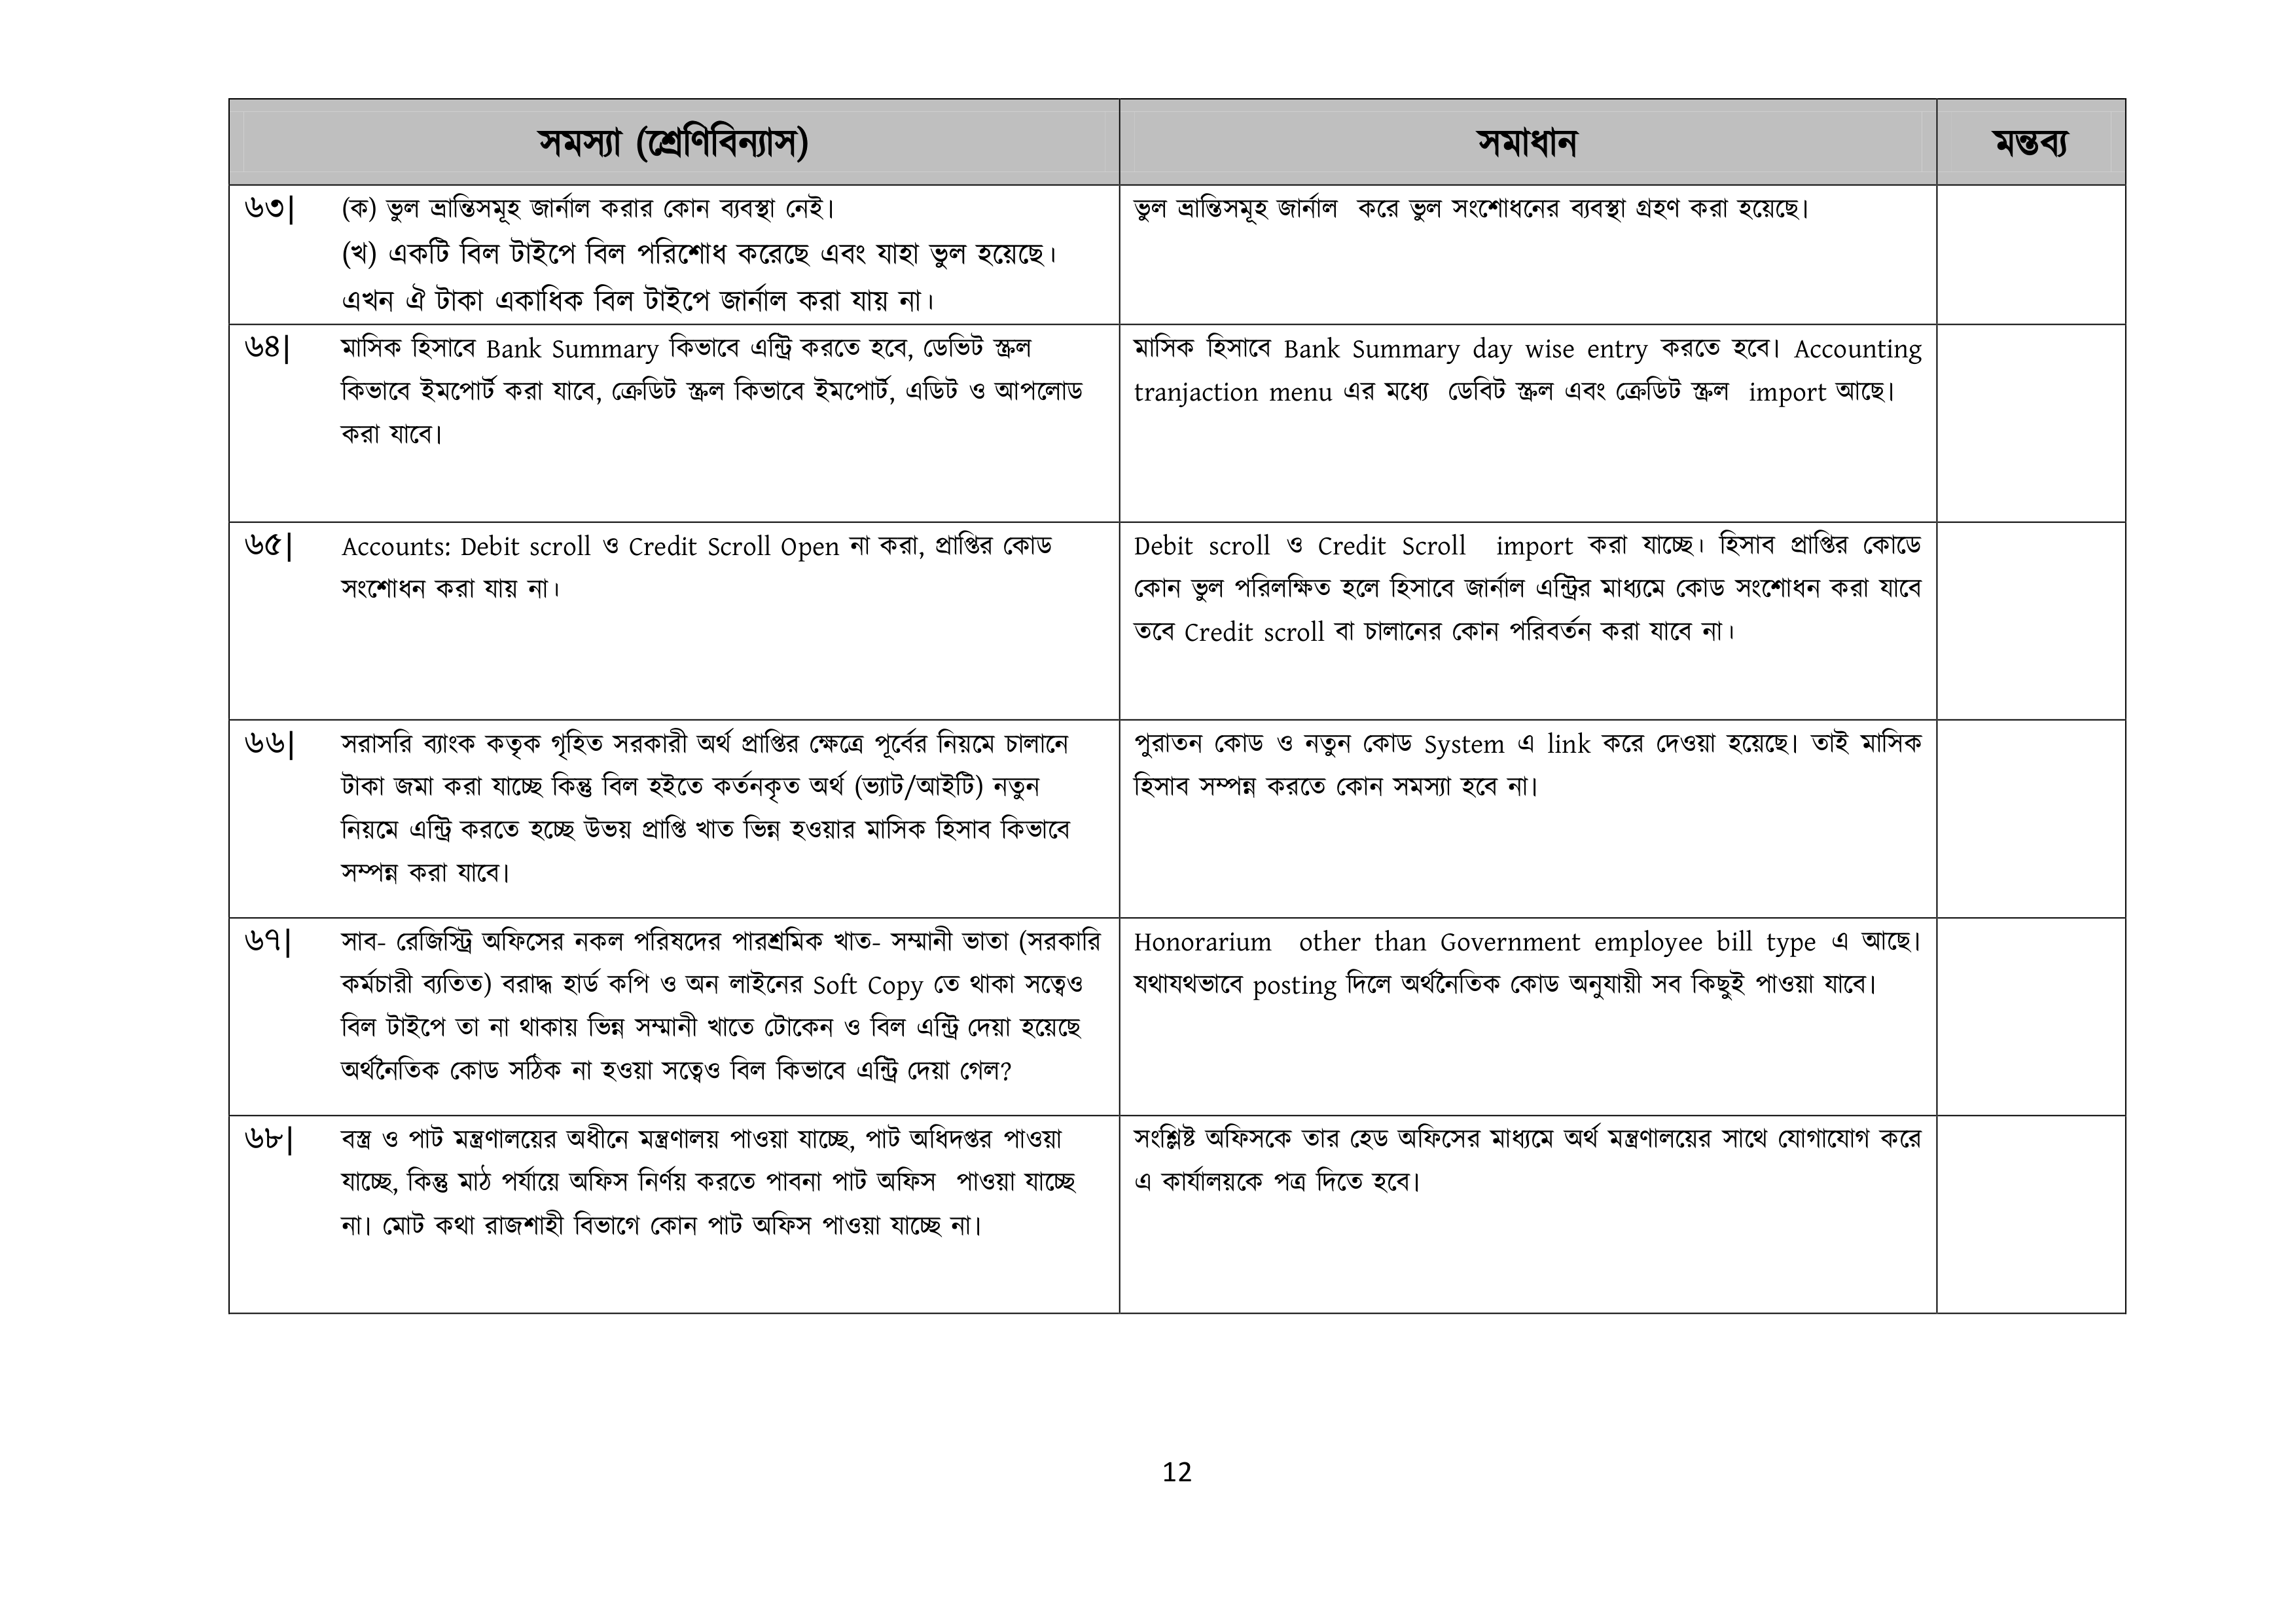 সমস্যা (শ্রেণিবিন্যাস) সমাধান মন্তব্য
৬৩| (ক) ভুল ভ্রান্তিসমূহ জার্নাল করার কোন ব্যবস্থা নেই।
(খ) একটি বিল টাইপে বিল পরিশোধ করেছে এবং যাহা ভুল হয়েছে।
এখন ঐ টাকা একাধিক বিল টাইপে জার্নাল করা যায় না।
ভুল ভ্রান্তিসমূহ জার্নাল করে ভুল সংশোধনের ব্যবস্থা গ্রহণ করা হয়েছে।
৬৪| মাসিক হিসাবে Bank Summary কিভাবে এন্ট্রি করতে হবে, ডেভিট স্ক্রল
কিভাবে ইমপোর্ট করা যাবে, ক্রেডিট স্ক্রল কিভাবে ইমপোর্ট, এডিট ও আপলোড
করা যাবে।
মাসিক হিসাবে Bank Summary day wise entry করতে হবে। Accounting
tranjaction menu এর মধ্যে ডেবিট স্ক্রল এবং ক্রেডিট স্ক্রল import আছে।
৬৫| Accounts: Debit scroll ও Credit Scroll Open না করা, প্রাপ্তির কোড
সংশোধন করা যায় না।
Debit scroll ও Credit Scroll import করা যাচ্ছে। হিসাব প্রাপ্তির কোডে
কোন ভুল পরিলক্ষিত হলে হিসাবে জার্নাল এন্ট্রির মাধ্যমে কোড সংশোধন করা যাবে
তবে Credit scroll বা চালানের কোন পরিবর্তন করা যাবে না।
৬৬| সরাসরি ব্যাংক কতৃক গৃহিত সরকারী অর্থ প্রাপ্তির ক্ষেত্রে পূর্বের নিয়মে চালানে
টাকা জমা করা যাচ্ছে কিন্তু বিল হইতে কর্তনকৃত অর্থ (ভ্যাট/আইটি) নতুন
নিয়মে এন্ট্রি করতে হচ্ছে উভয় প্রাপ্তি খাত ভিন্ন হওয়ার মাসিক হিসাব কিভাবে
সম্পন্ন করা যাবে।
পুরাতন কোড ও নতুন কোড System এ link করে দেওয়া হয়েছে। তাই মাসিক
হিসাব সম্পন্ন করতে কোন সমস্যা হবে না।
৬৭| সাব- রেজিস্ট্রি অফিসের নকল পরিষদের পারশ্রমিক খাত- সম্মানী ভাতা (সরকারি
কর্মচারী ব্যতিত) বরাদ্ধ হার্ড কপি ও অন লাইনের Soft Copy তে থাকা সত্বেও
বিল টাইপে তা না থাকায় ভিন্ন সম্মানী খাতে টোকেন ও বিল এন্ট্রি দেয়া হয়েছে
অর্থনৈতিক কোড সঠিক না হওয়া সত্বেও বিল কিভাবে এন্ট্রি দেয়া গেল?
Honorarium other than Government employee bill type এ আছে।
যথাযথভাবে posting দিলে অর্থনৈতিক কোড অনুযায়ী সব কিছুই পাওয়া যাবে।
৬৮| বস্ত্র ও পাট মন্ত্রণালয়ের অধীনে মন্ত্রণালয় পাওয়া যাচ্ছে, পাট অধিদপ্তর পাওয়া
যাচ্ছে, কিন্তু মাঠ পর্যায়ে অফিস নির্ণয় করতে পাবনা পাট অফিস পাওয়া যাচ্ছে
না। মোট কথা রাজশাহী বিভাগে কোন পাট অফিস পাওয়া যাচ্ছে না।
সংশ্লিষ্ট অফিসকে তার হেড অফিসের মাধ্যমে অর্থ মন্ত্রণালয়ের সাথে যোগাযোগ করে
এ কার্যালয়কে পত্র দিতে হবে।
12